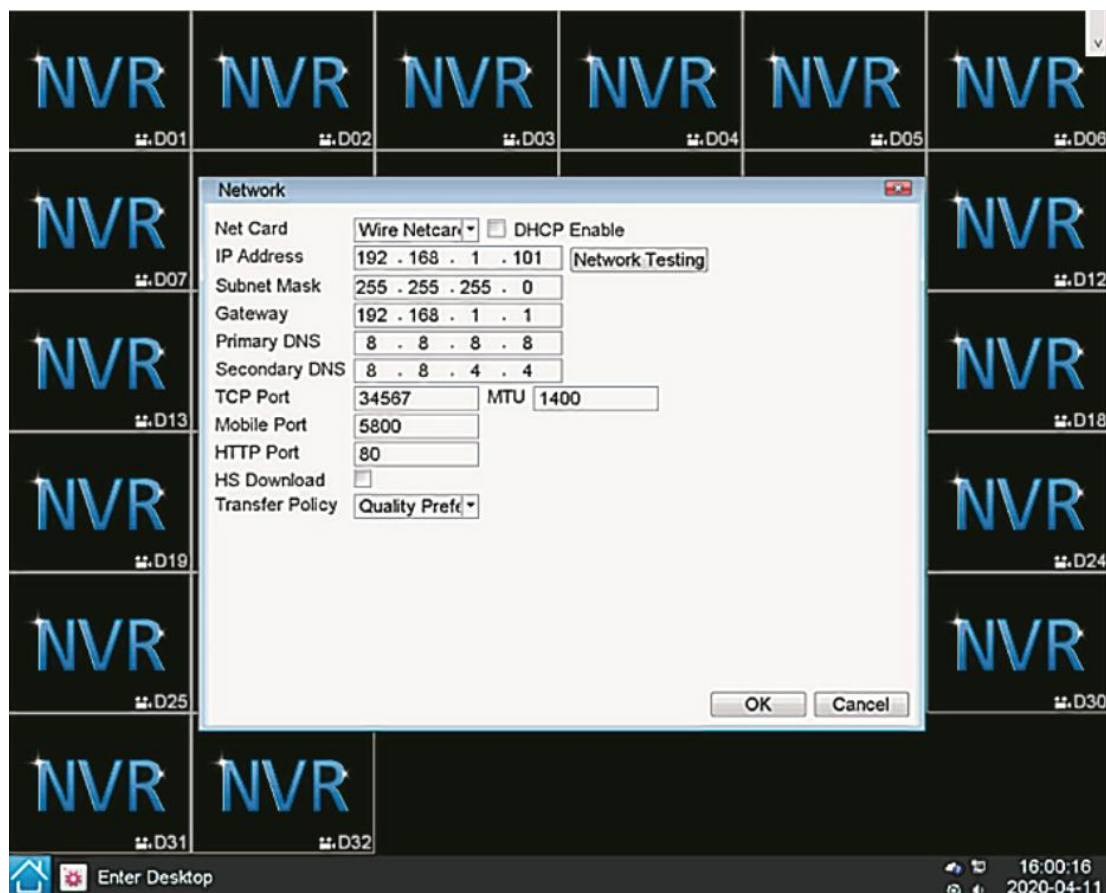 NVR NVR NVR NVR NVR NVR
D01 D02 D03 D04 D05 D06
Network
NVR NVR
Net Card Wire Netcar DHCP Enable
IP Address 192 . 168 . 1 . 101 Network Testing
D07 D12
Subnet Mask 255 . 255 . 255 . 0
Gateway 192 . 168 . 1 . 1
Primary DNS 8 . 8 . 8 . 8
NVR NVR
Secondary DNS 8 . 8 . 4 . 4
TCP Port 34567 MTU 1400
D13 D18
Mobile Port 5800
HTTP Port 80
HS Download
NVR NVR
Transfer Policy Quality Prefe
D19 D24
NVR NVR
D25 D30
OK Cancel
NVR NVR
D31 D32
Enter Desktop 16:00:16
2020-04-11